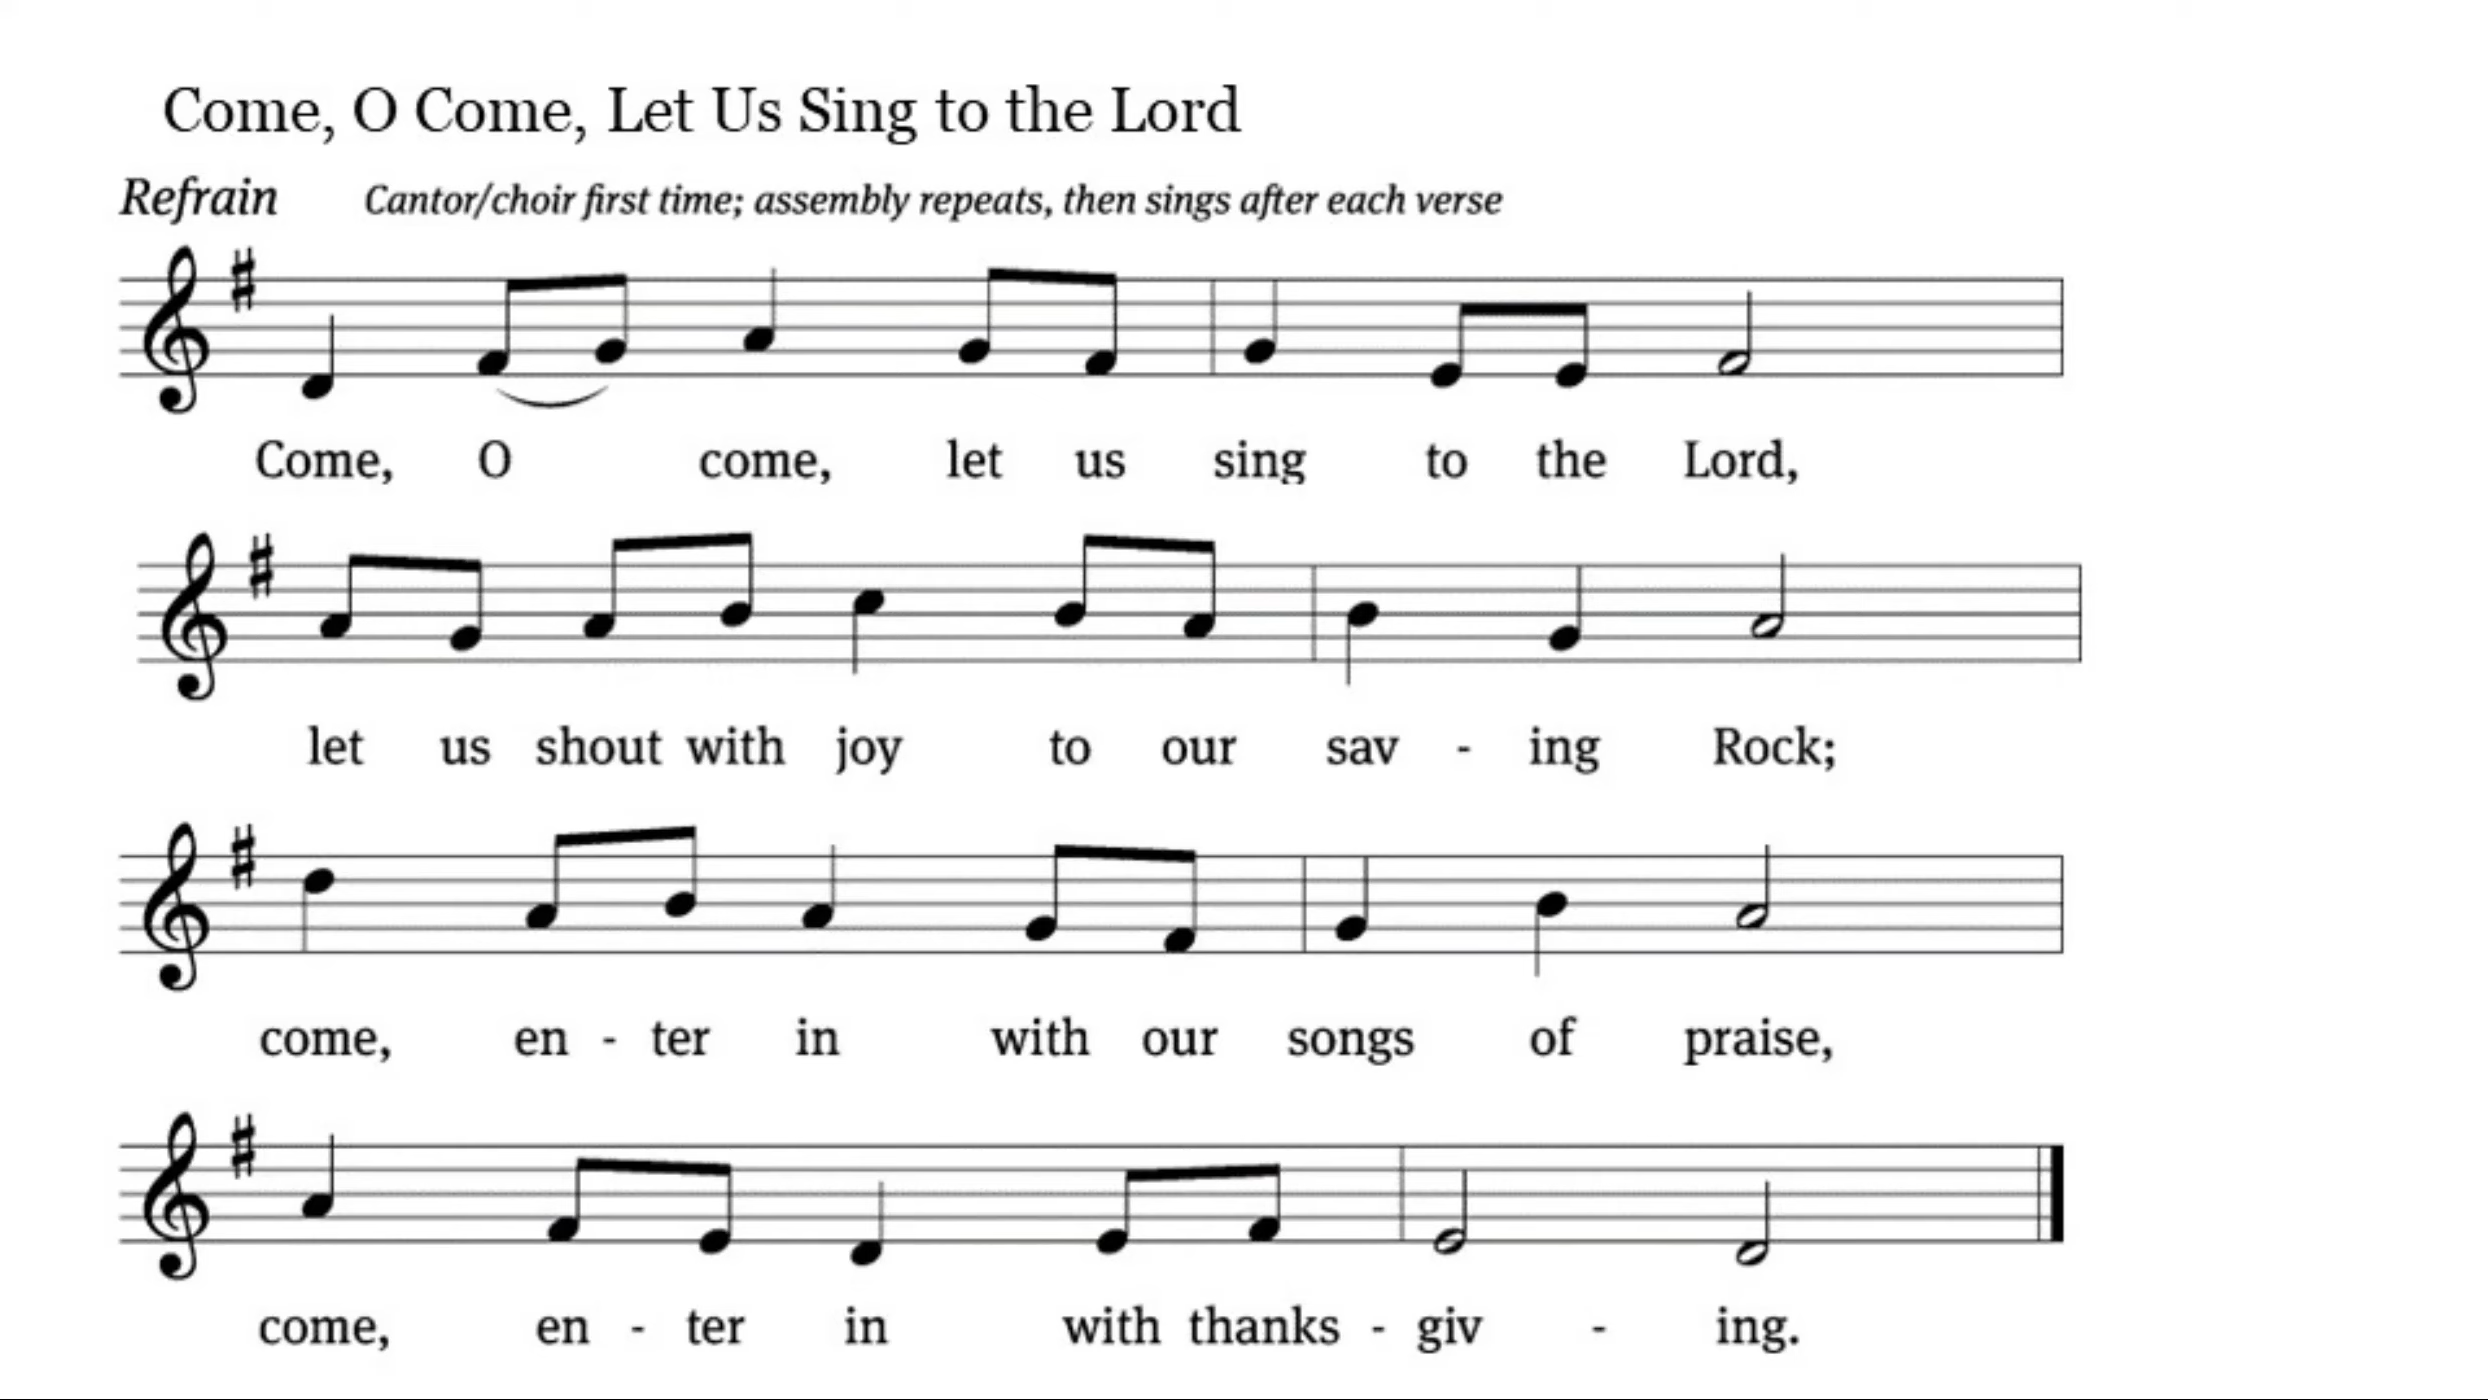 Come, O Come, Let Us Sing to the Lord
Refrain Cantor/choir first time; assembly repeats, then sings after each verse
Come, O come, let us sing to the Lord,
let us shout with joy to our sav - ing Rock;
come, en - ter in with our songs of praise,
come, en - ter in with thanks - giv - ing.